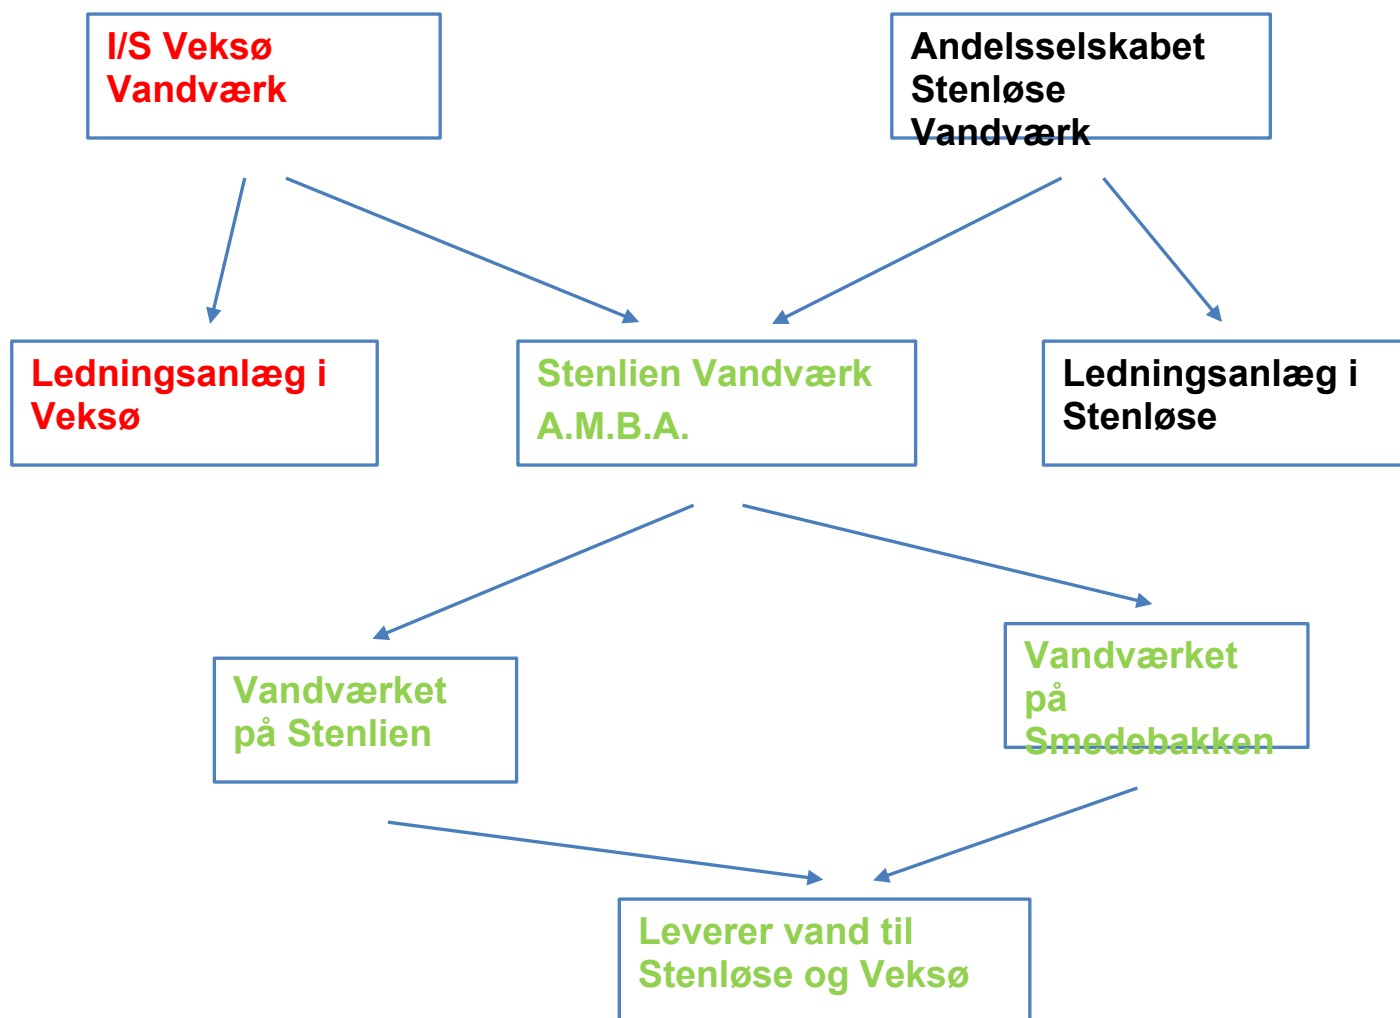 I/S Veksø
Vandværk
Andelsselskabet
Stenløse
Vandværk
Ledningsanlæg i
Veksø
Stenlien Vandværk
A.M.B.A.
Ledningsanlæg i
Stenløse
Vandværket
på Stenlien
Vandværket
på
Smedebakken
Leverer vand til
Stenløse og Veksø